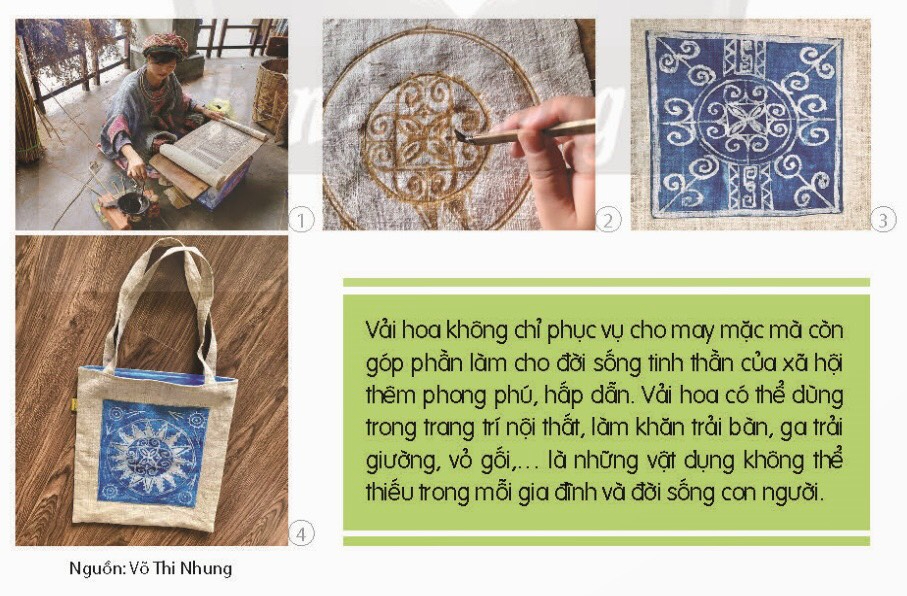 1
2
3
4
Vải hoa không chỉ phục vụ cho may mặc mà còn
góp phần làm cho đời sống tinh thần của xã hội
thêm phong phú, hấp dẫn. Vải hoa có thể dùng
trong trang trí nội thất, làm khăn trải bàn, ga trải
giường, vỏ gối,... là những vật dụng không thể
thiếu trong mỗi gia đình và đời sống con người.
Nguồn: Võ Thị Nhung